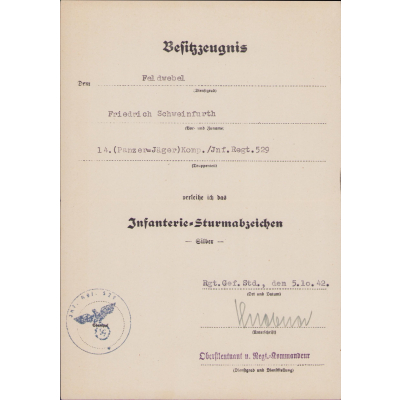 Besitzzeugnis
Dem Feldwebel
(Dienstgrad)
Friedrich Schweinfurth
(Vor- und Zuname)
14.(Panzer=Jäger)Komp./Jnf.Regt.529
(Truppenteil)
verleihe ich das
Infanterie-Sturmabzeichen
— Silber —
Rgt.Gef.Std., den 5.10.42.
(Ort und Datum)
(Unterschrift)
Oberstleutnant u. Regts.-Kommandeur
(Dienstgrad und Dienststellung)